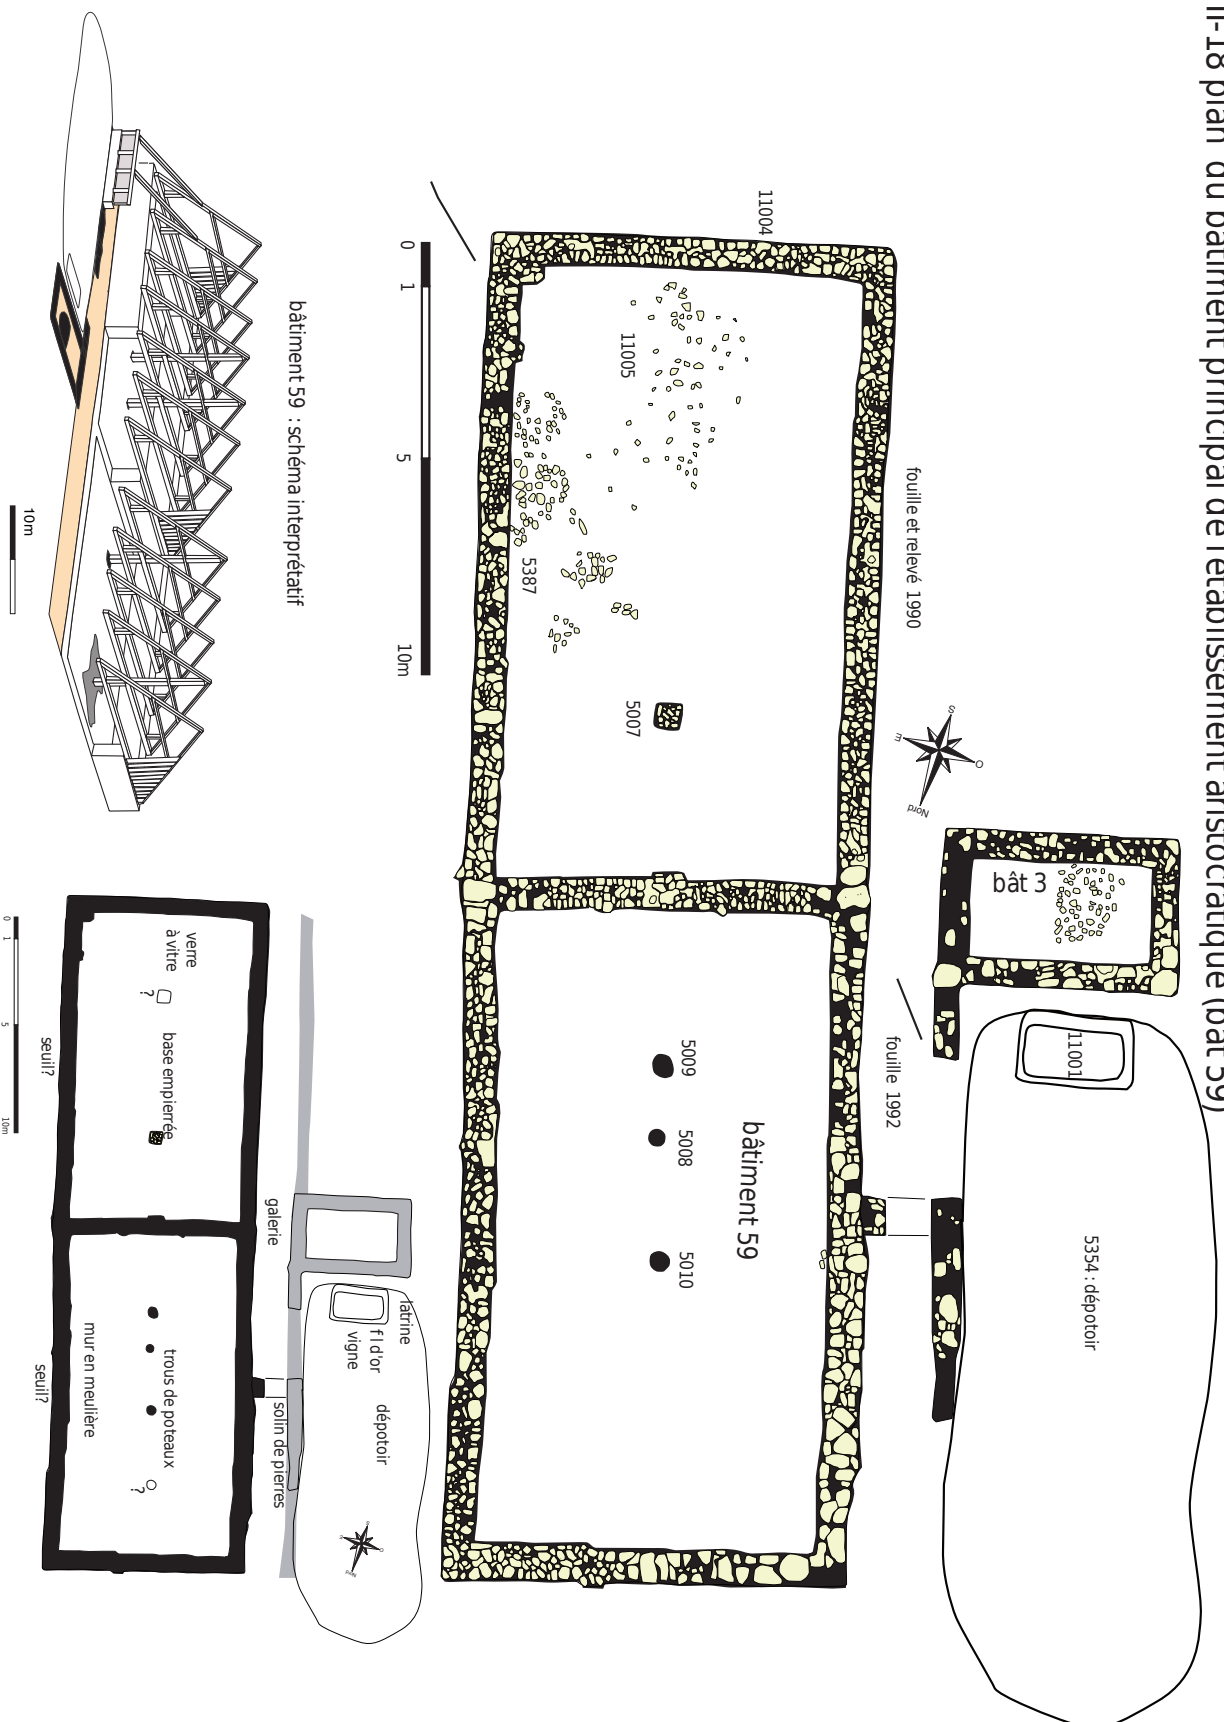 II-18 plan du bâtiment principal de l'établissement aristocratique (bât 59)
11004
fouille et relevé 1990
11005
5387
5007
0
1
5
10m
S
E
O
Nord
bât 3
11001
fouille 1992
5354 : dépotoir
5009
5008
5010
bâtiment 59
bâtiment 59 : schéma interprétatif
10m
verre
à vitre
?
base empierrée
seuil?
galerie
latrine
fl d'or
vigne
dépotoir
solin de pierres
trous de poteaux
?
mur en meulière
seuil?
0
1
5
10m
Nord